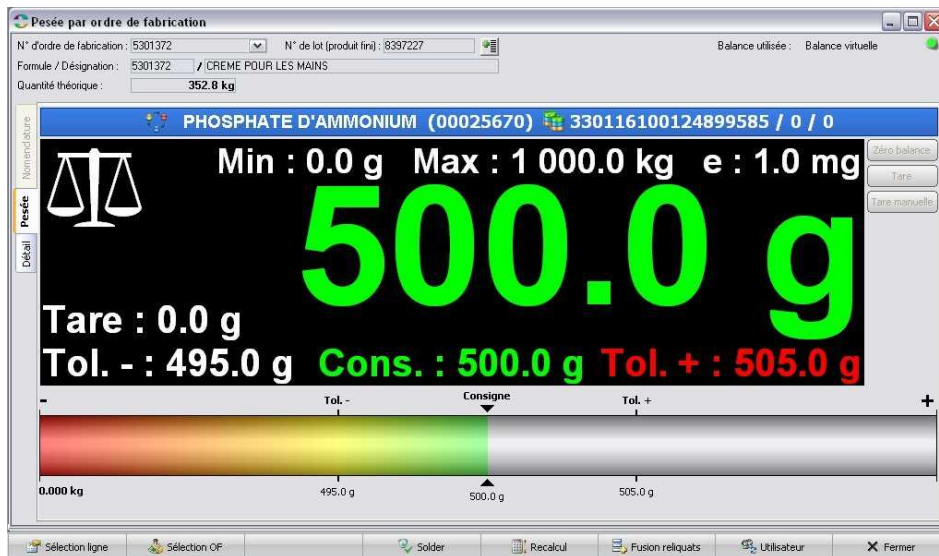 Pesée par ordre de fabrication
N° d'ordre de fabrication : 5301372 N° de lot (produit fini) : 8397227 Balance utilisée : Balance virtuelle
Formule / Désignation : 5301372 / CREME POUR LES MAINS
Quantité théorique : 352.8 kg
Nomenclature
Pesée
Détail
PHOSPHATE D'AMMONIUM (00025670) 330116100124899585 / 0 / 0
Min : 0.0 g Max : 1 000.0 kg e : 1.0 mg
500.0 g
Tare : 0.0 g
Tol. - : 495.0 g Cons. : 500.0 g Tol. + : 505.0 g
Zéro balance
Tare
Tare manuelle
- Tol. - Consigne Tol. + +
0.000 kg 495.0 g 500.0 g 505.0 g
Sélection ligne Sélection OF Solder Recalcul Fusion reliquats Utilisateur Fermer